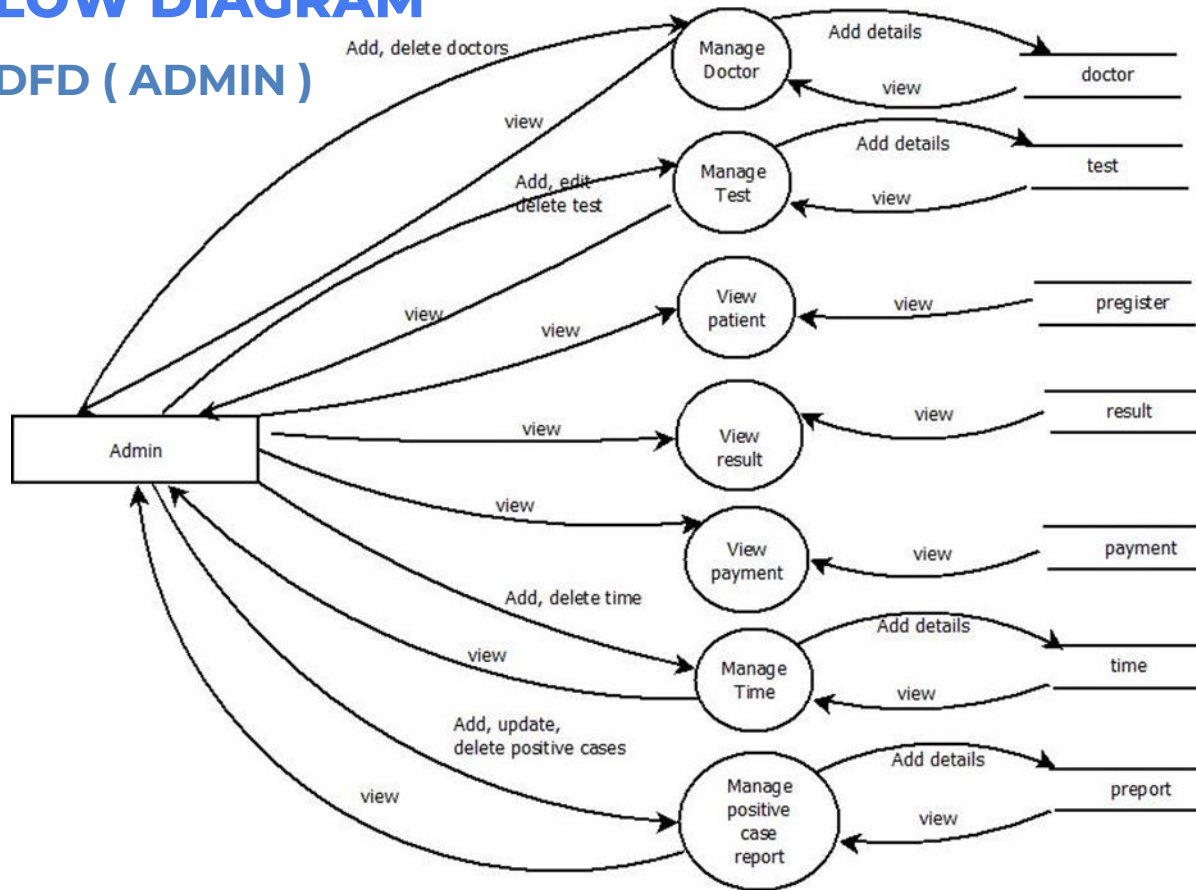 LOW DIAGRAM
DFD ( ADMIN )
Add, delete doctors
Manage
Doctor
Add details
doctor
view
view
Manage
Test
Add details
test
Add, edit
delete test
view
view
View
patient
view
pregister
view
Admin
view
View
result
view
result
view
View
payment
view
payment
Add, delete time
Manage
Time
Add details
time
view
view
Add, update,
delete positive cases
Manage
positive
case
report
Add details
preport
view
view